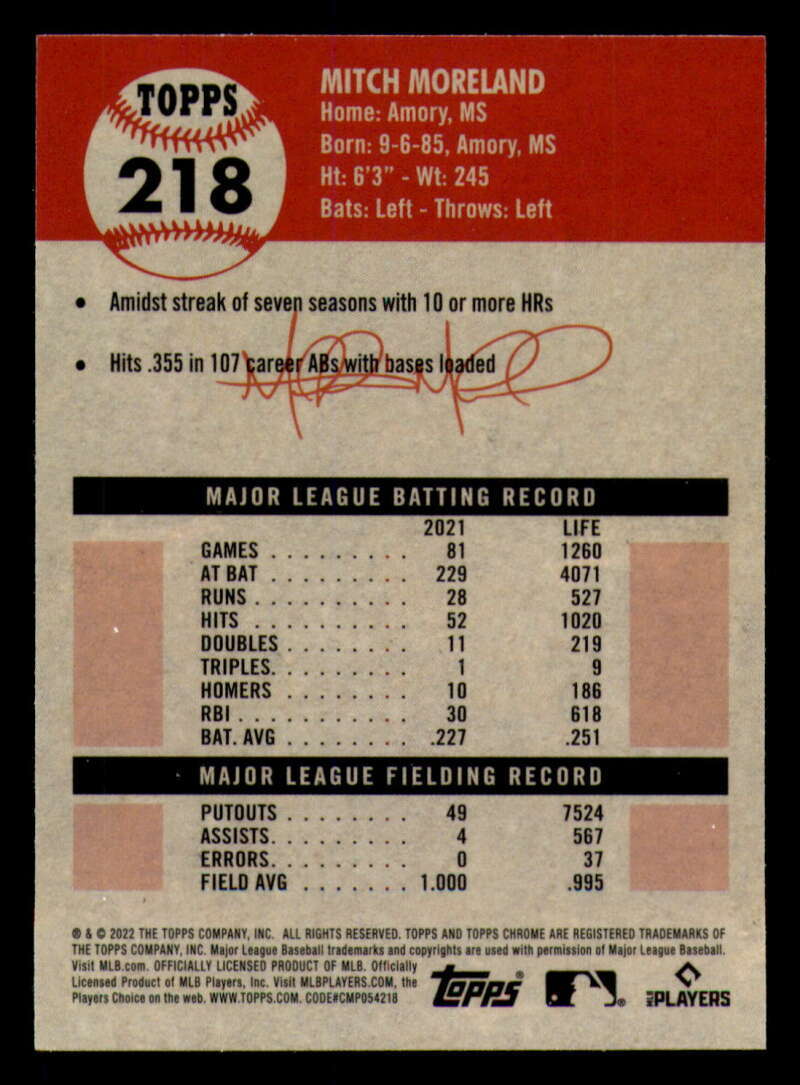 TOPPS
218
MITCH MORELAND
Home: Amory, MS
Born: 9-6-85, Amory, MS
Ht: 6'3" - Wt: 245
Bats: Left - Throws: Left
• Amidst streak of seven seasons with 10 or more HRs
• Hits .355 in 107 career ABs with bases loaded
MAJOR LEAGUE BATTING RECORD
2021 LIFE
GAMES . . . . . . . . . 81 1260
AT BAT . . . . . . . . . 229 4071
RUNS . . . . . . . . . . 28 527
HITS . . . . . . . . . . 52 1020
DOUBLES . . . . . . . . 11 219
TRIPLES. . . . . . . . . 1 9
HOMERS . . . . . . . . 10 186
RBI . . . . . . . . . . . 30 618
BAT. AVG . . . . . . . . .227 .251
MAJOR LEAGUE FIELDING RECORD
PUTOUTS . . . . . . . . 49 7524
ASSISTS. . . . . . . . . 4 567
ERRORS. . . . . . . . . 0 37
FIELD AVG . . . . . . . 1.000 .995
® & © 2022 THE TOPPS COMPANY, INC. ALL RIGHTS RESERVED. TOPPS AND TOPPS CHROME ARE REGISTERED TRADEMARKS OF
THE TOPPS COMPANY, INC. Major League Baseball trademarks and copyrights are used with permission of Major League Baseball.
Visit MLB.com. OFFICIALLY LICENSED PRODUCT OF MLB. Officially
Licensed Product of MLB Players, Inc. Visit MLBPLAYERS.COM, the
Players Choice on the web. WWW.TOPPS.COM. CODE#CMP054218
Topps® ® MLB PLAYERS